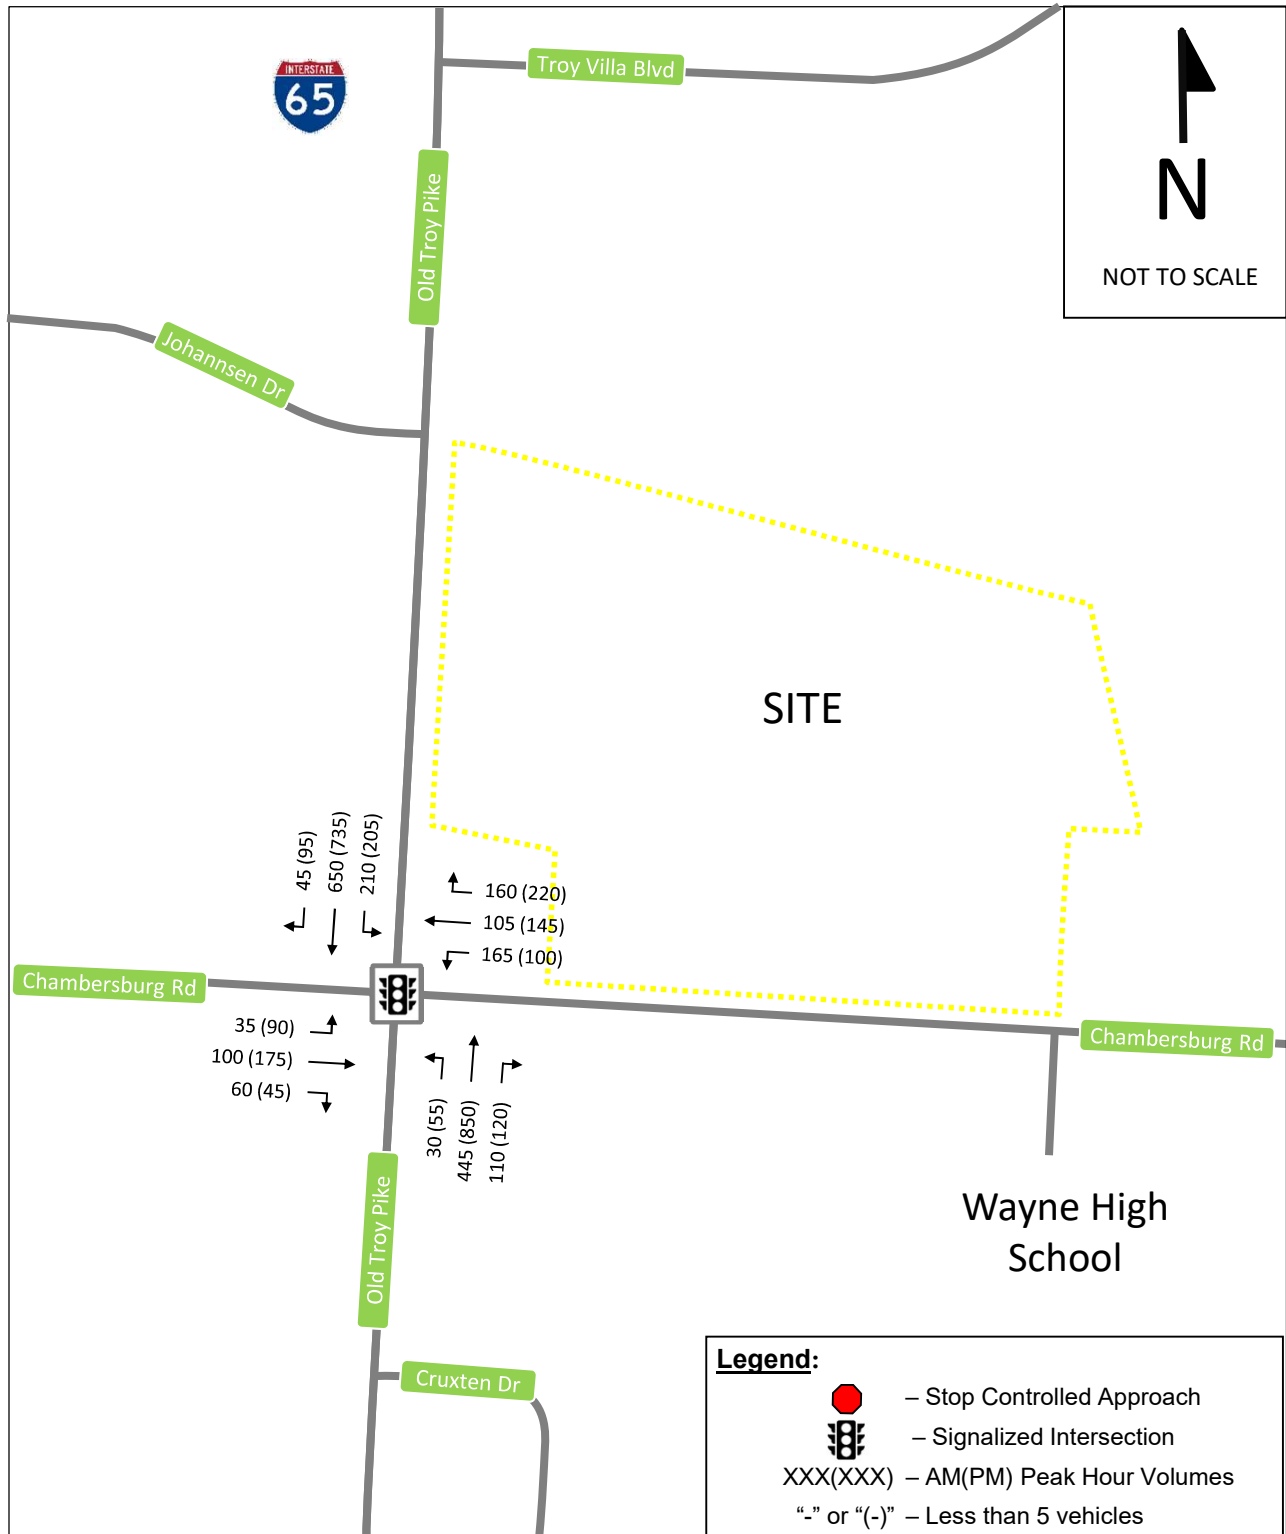 INTERSTATE
65
Troy Villa Blvd
N
NOT TO SCALE
Old Troy Pike
Johannsen Dr
SITE
45 (95)
650 (735)
210 (205)
160 (220)
105 (145)
165 (100)
Chambersburg Rd
Chambersburg Rd
35 (90)
100 (175)
60 (45)
30 (55)
445 (850)
110 (120)
Old Troy Pike
Wayne High
School
Cruxten Dr
Legend:
– Stop Controlled Approach
– Signalized Intersection
XXX(XXX) – AM(PM) Peak Hour Volumes
“-” or “(-)” – Less than 5 vehicles